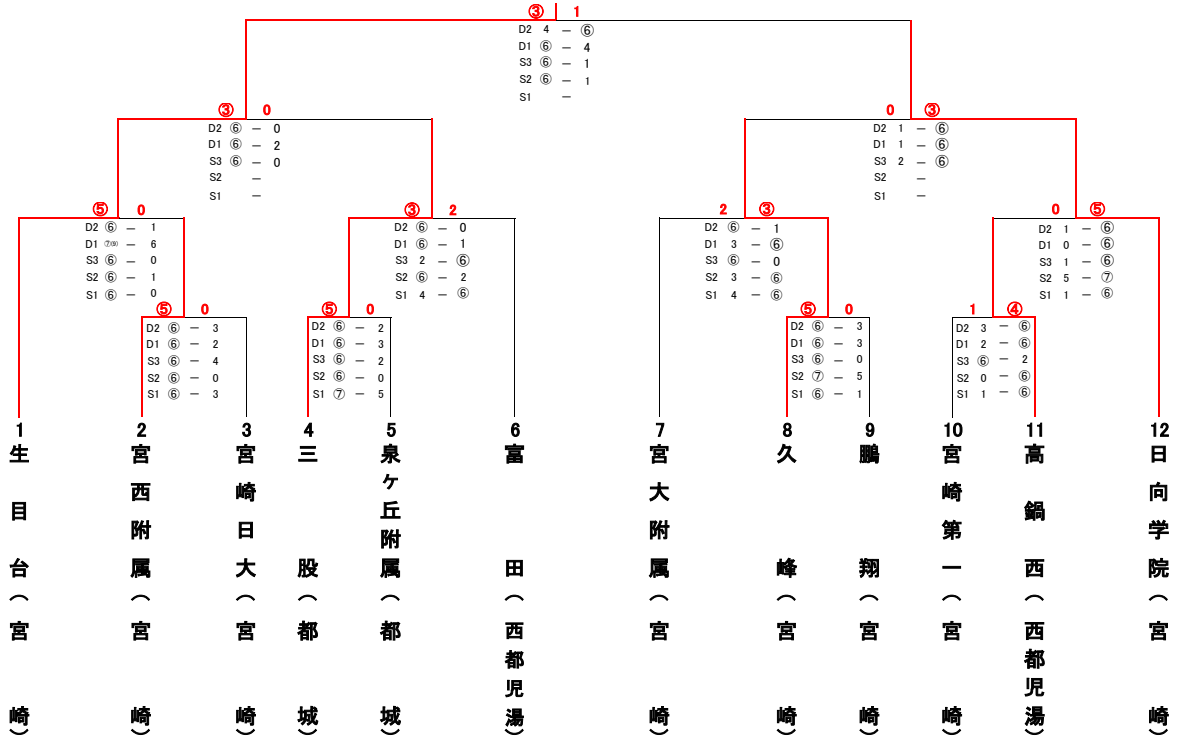 ③ 1
D2 4 － ⑥
D1 ⑥ － 4
S3 ⑥ － 1
S2 ⑥ － 1
S1 －
③ 0
D2 ⑥ － 0
D1 ⑥ － 2
S3 ⑥ － 0
S2 －
S1 －
0 ③
D2 1 － ⑥
D1 1 － ⑥
S3 2 － ⑥
S2 －
S1 －
⑤ 0
D2 ⑥ － 1
D1 ⑦⑼ － 6
S3 ⑥ － 0
S2 ⑥ － 1
S1 ⑥ － 0
③ 2
D2 ⑥ － 0
D1 ⑥ － 1
S3 2 － ⑥
S2 ⑥ － 2
S1 4 － ⑥
2 ③
D2 ⑥ － 1
D1 3 － ⑥
S3 ⑥ － 0
S2 3 － ⑥
S1 4 － ⑥
0 ⑤
D2 1 － ⑥
D1 0 － ⑥
S3 1 － ⑥
S2 5 － ⑦
S1 1 － ⑥
⑤ 0
D2 ⑥ － 3
D1 ⑥ － 2
S3 ⑥ － 4
S2 ⑥ － 0
S1 ⑥ － 3
⑤ 0
D2 ⑥ － 2
D1 ⑥ － 3
S3 ⑥ － 2
S2 ⑥ － 0
S1 ⑦ － 5
⑤ 0
D2 ⑥ － 3
D1 ⑥ － 3
S3 ⑥ － 0
S2 ⑦ － 5
S1 ⑥ － 1
1 ④
D2 3 － ⑥
D1 2 － ⑥
S3 ⑥ － 2
S2 0 － ⑥
S1 1 － ⑥
1 生目台（宮崎）
2 宮西附属（宮崎）
3 宮崎日大（宮崎）
4 三股（都城）
5 泉ヶ丘附属（都城）
6 富田（西都児湯）
7 宮大附属（宮崎）
8 久峰（宮崎）
9 鵬翔（宮崎）
10 宮崎第一（宮崎）
11 高鍋西（西都児湯）
12 日向学院（宮崎）